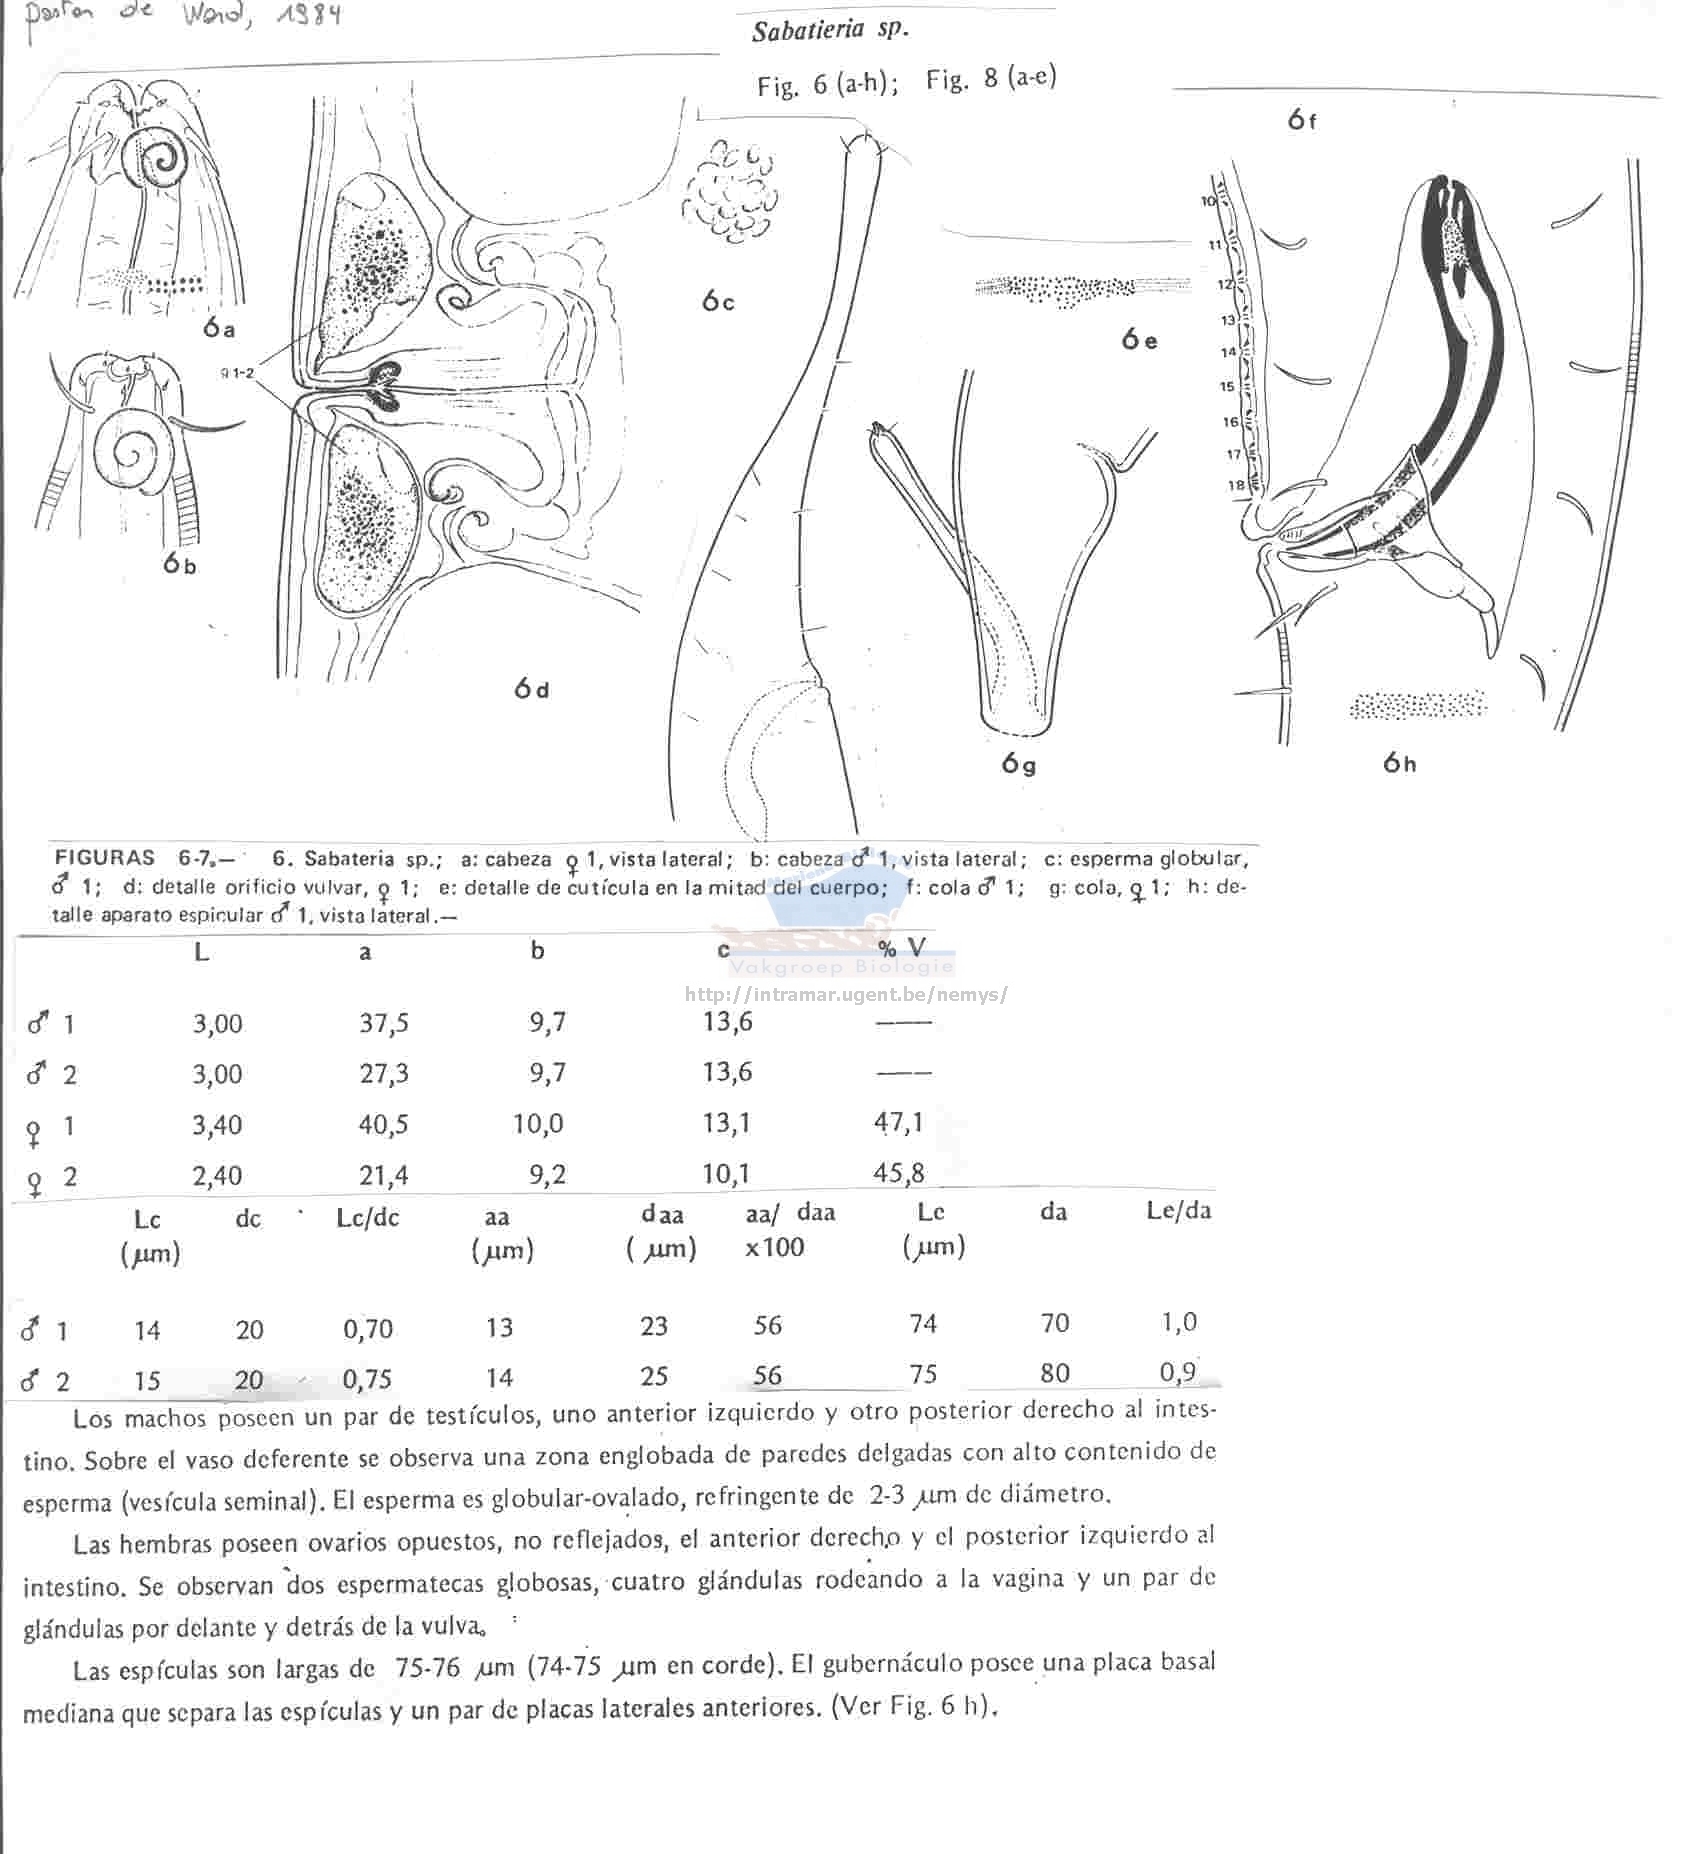 Pastor de Ward, 1984
Sabatieria sp.
Fig. 6 (a-h); Fig. 8 (a-e)
6a
6b
g 1-2
6c
6d
6e
6f
6g
10
11
12
13
14
15
16
17
18
6h
FIGURAS 6-7.— 6. Sabateria sp.; a: cabeza ♀ 1, vista lateral; b: cabeza ♂ 1, vista lateral; c: esperma globular,
♂ 1; d: detalle orificio vulvar, ♀ 1; e: detalle de cutícula en la mitad del cuerpo; f: cola ♂ 1; g: cola, ♀ 1; h: de-
talle aparato espicular ♂ 1, vista lateral.—
Vakgroep Biologie
http://intramar.ugent.be/nemys/
L a b c % V
♂ 1 3,00 37,5 9,7 13,6 —
♂ 2 3,00 27,3 9,7 13,6 —
♀ 1 3,40 40,5 10,0 13,1 47,1
♀ 2 2,40 21,4 9,2 10,1 45,8
Lc dc Lc/dc aa daa aa/ daa Le da Le/da
(µm) (µm) (µm) x100 (µm)
♂ 1 14 20 0,70 13 23 56 74 70 1,0
♂ 2 15 20 0,75 14 25 56 75 80 0,9
Los machos poseen un par de testículos, uno anterior izquierdo y otro posterior derecho al intes-
tino. Sobre el vaso deferente se observa una zona englobada de paredes delgadas con alto contenido de
esperma (vesícula seminal). El esperma es globular-ovalado, refringente de 2-3 µm de diámetro.
Las hembras poseen ovarios opuestos, no reflejados, el anterior derecho y el posterior izquierdo al
intestino. Se observan dos espermatecas globosas, cuatro glándulas rodeando a la vagina y un par de
glándulas por delante y detrás de la vulva.
Las espículas son largas de 75-76 µm (74-75 µm en corde). El gubernáculo posee una placa basal
mediana que separa las espículas y un par de placas laterales anteriores. (Ver Fig. 6 h).